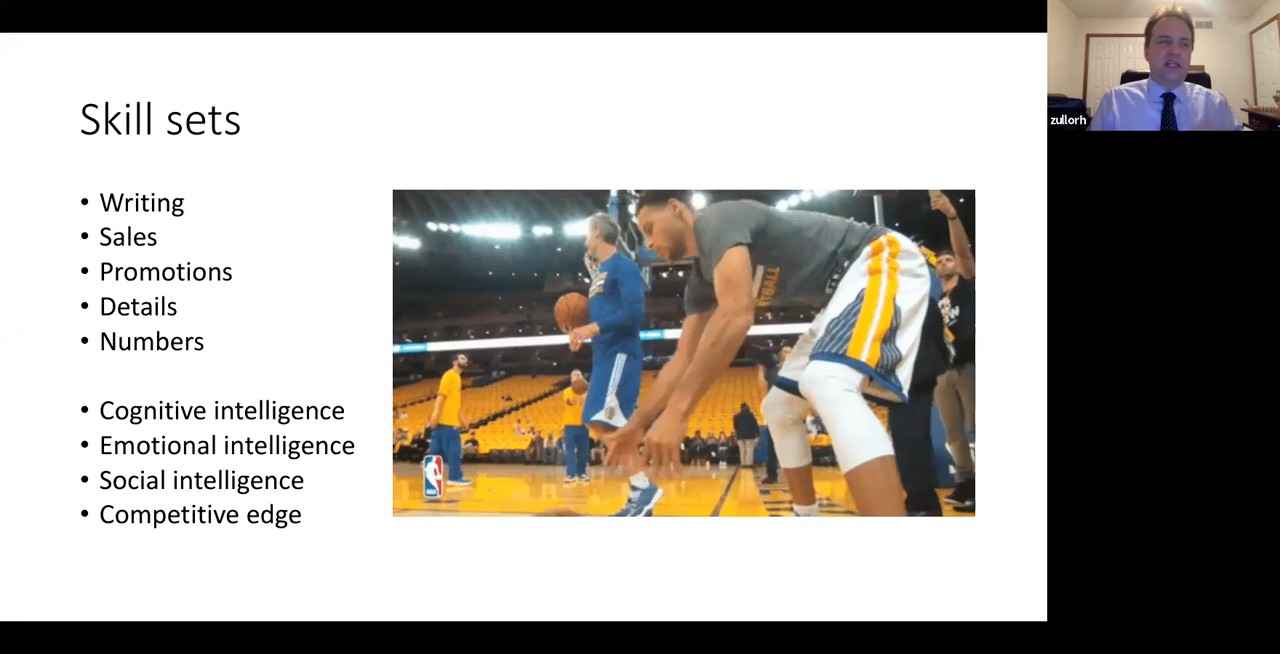 Skill sets
• Writing
• Sales
• Promotions
• Details
• Numbers
• Cognitive intelligence
• Emotional intelligence
• Social intelligence
• Competitive edge
zullorh